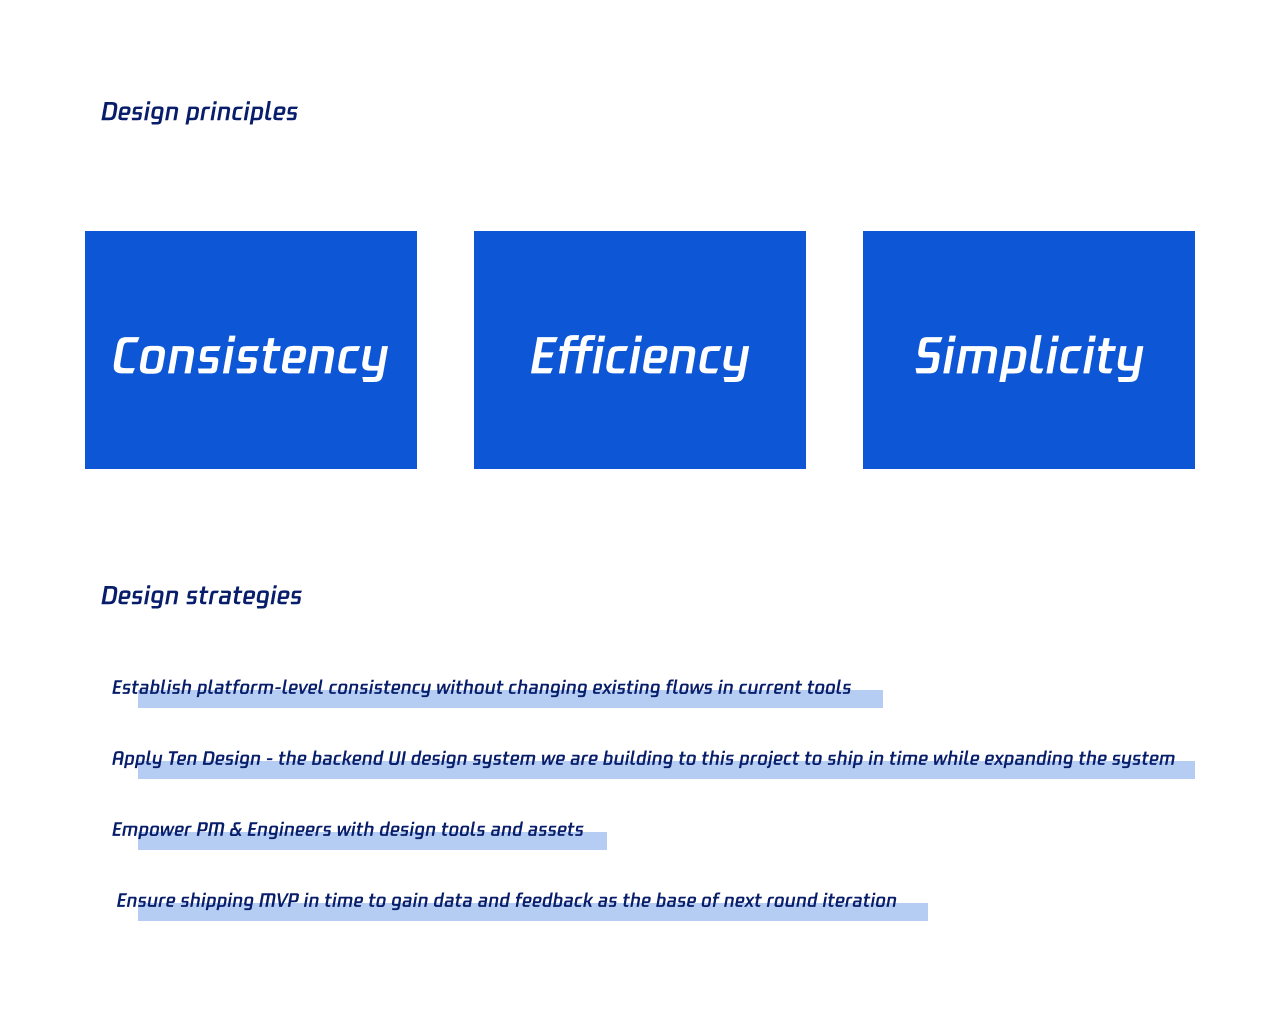 Design principles
Consistency
Efficiency
Simplicity
Design strategies
Establish platform-level consistency without changing existing flows in current tools
Apply Ten Design - the backend UI design system we are building to this project to ship in time while expanding the system
Empower PM & Engineers with design tools and assets
Ensure shipping MVP in time to gain data and feedback as the base of next round iteration